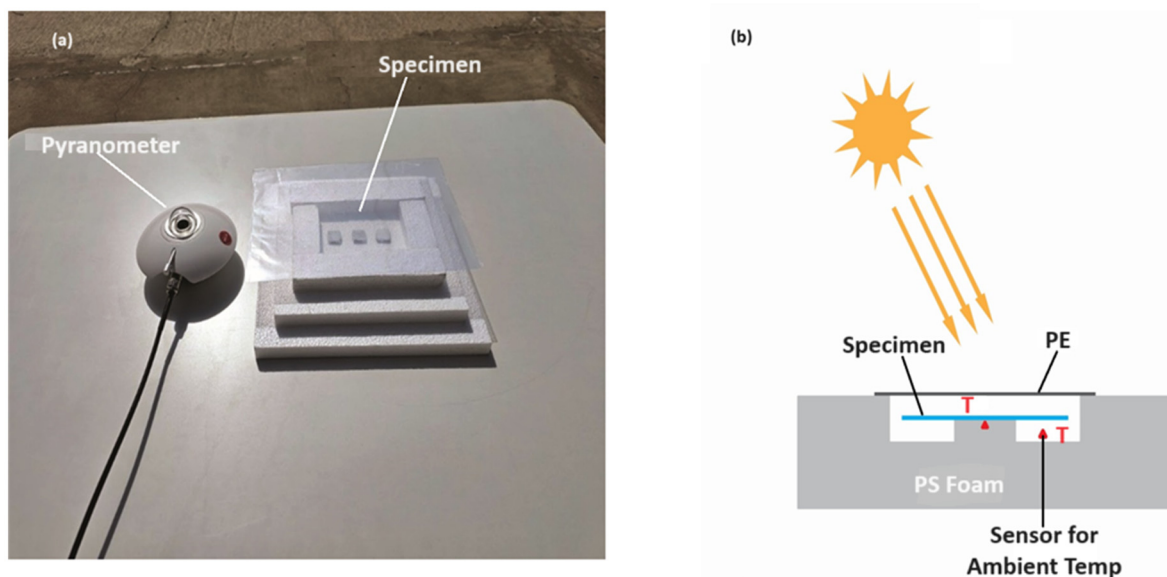 (a)
Specimen
Pyranometer
(b)
Specimen
PE
T
T
PS Foam
Sensor for
Ambient Temp